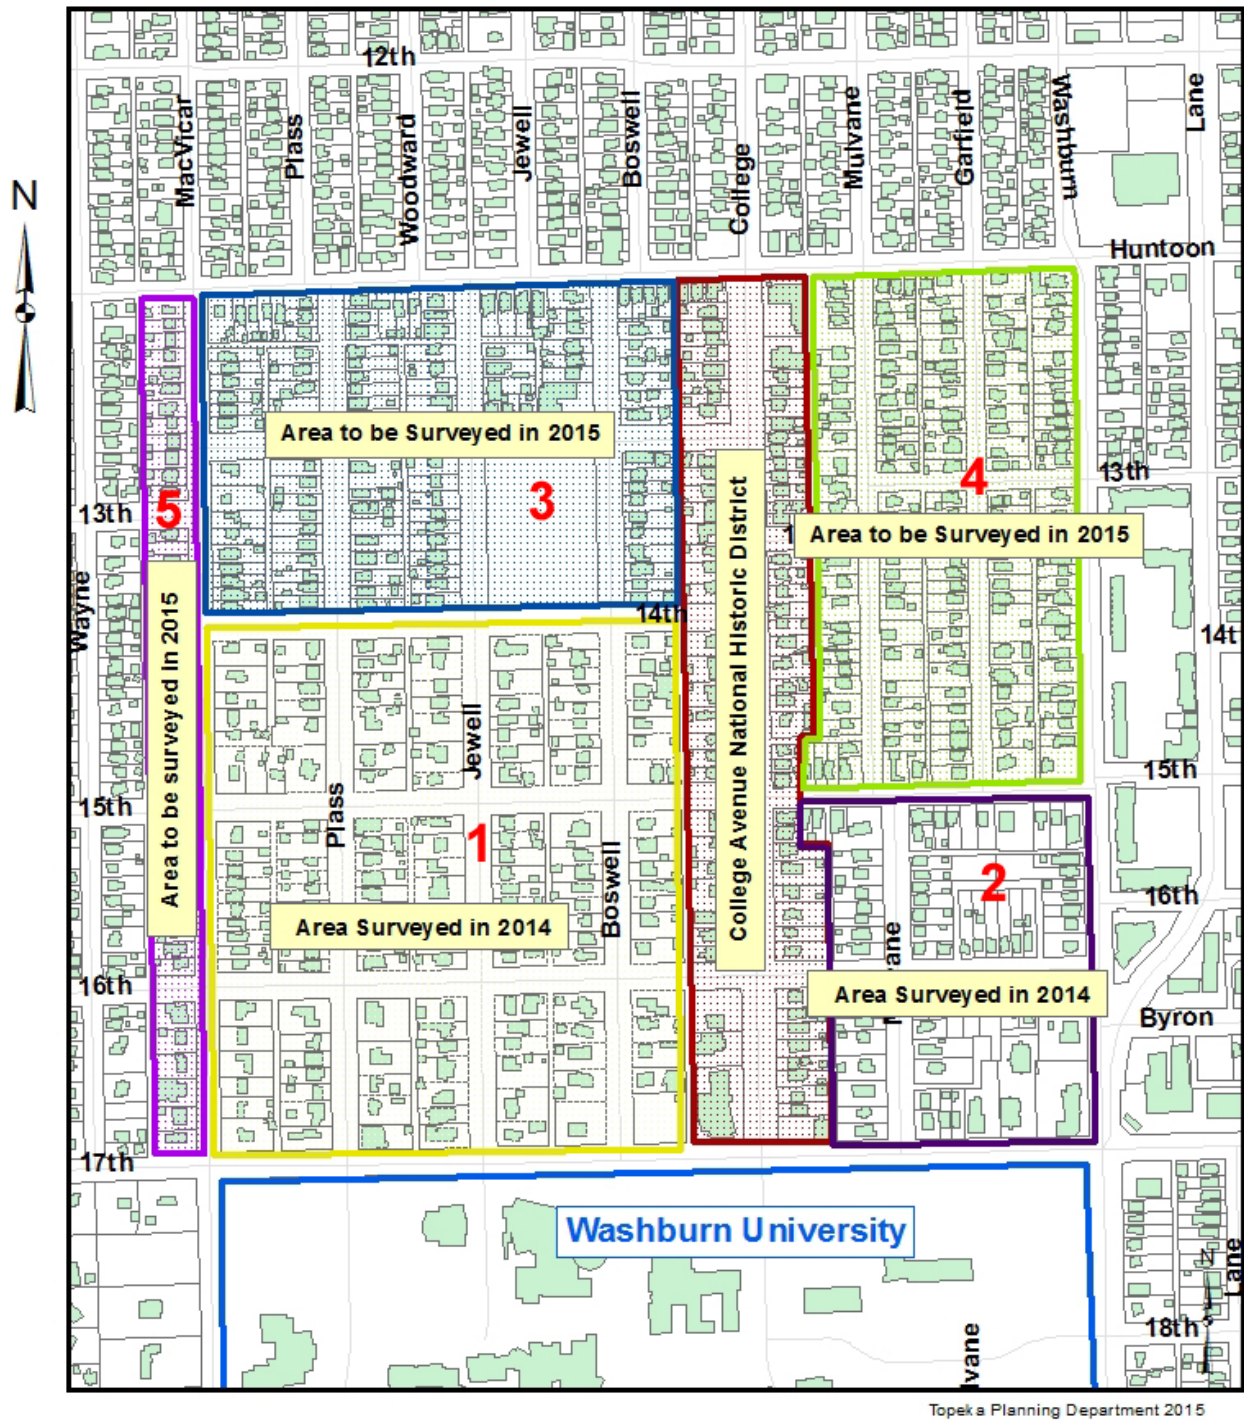 12th
MacVicar
Plass
Woodward
Jewell
Boswell
College
Mulvane
Garfield
Washburn
Lane
N
Huntoon
Area to be Surveyed in 2015
3
4
13th
5
13th
Area to be Surveyed in 2015
College Avenue National Historic District
Wayne
Area to be surveyed in 2015
14th
Jewell
15th
15th
Plass
1
Boswell
2
16th
Area Surveyed in 2014
Area Surveyed in 2014
16th
Byron
17th
Washburn University
N
Lane
18th
Topeka Planning Department 2015